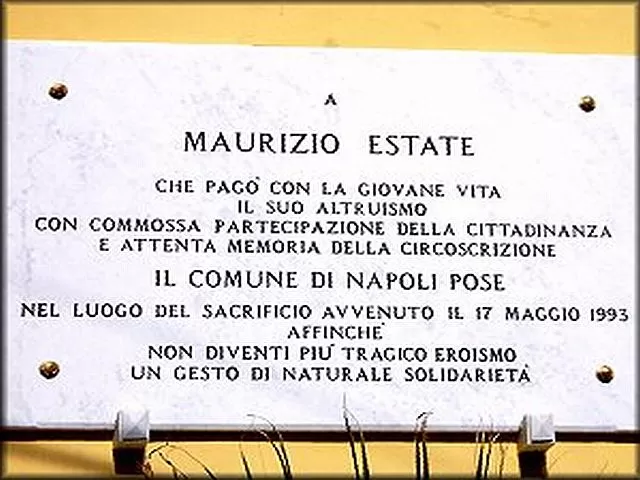 A
MAURIZIO ESTATE
CHE PAGO' CON LA GIOVANE VITA
IL SUO ALTRUISMO
CON COMMOSSA PARTECIPAZIONE DELLA CITTADINANZA
E ATTENTA MEMORIA DELLA CIRCOSCRIZIONE
IL COMUNE DI NAPOLI POSE
NEL LUOGO DEL SACRIFICIO AVVENUTO IL 17 MAGGIO 1993
AFFINCHE'
NON DIVENTI PIU' TRAGICO EROISMO
UN GESTO DI NATURALE SOLIDARIETA'